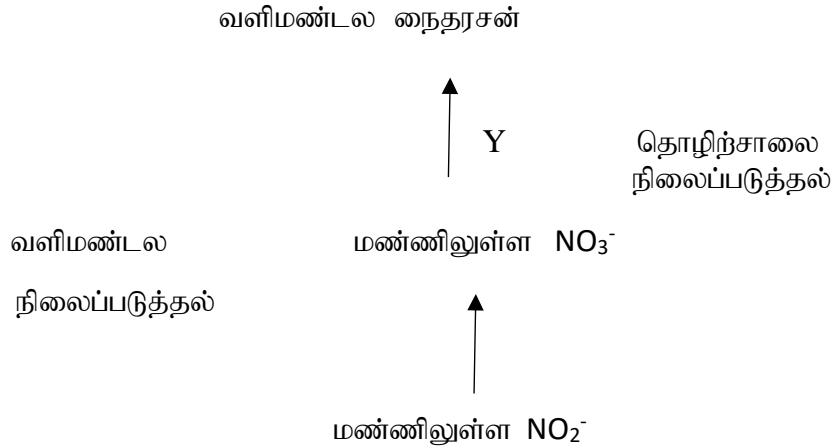 வளிமண்டல நைதரசன்
Y
தொழிற்சாலை
நிலைப்படுத்தல்
வளிமண்டல
நிலைப்படுத்தல்
மண்ணிலுள்ள NO₃⁻
மண்ணிலுள்ள NO₂⁻